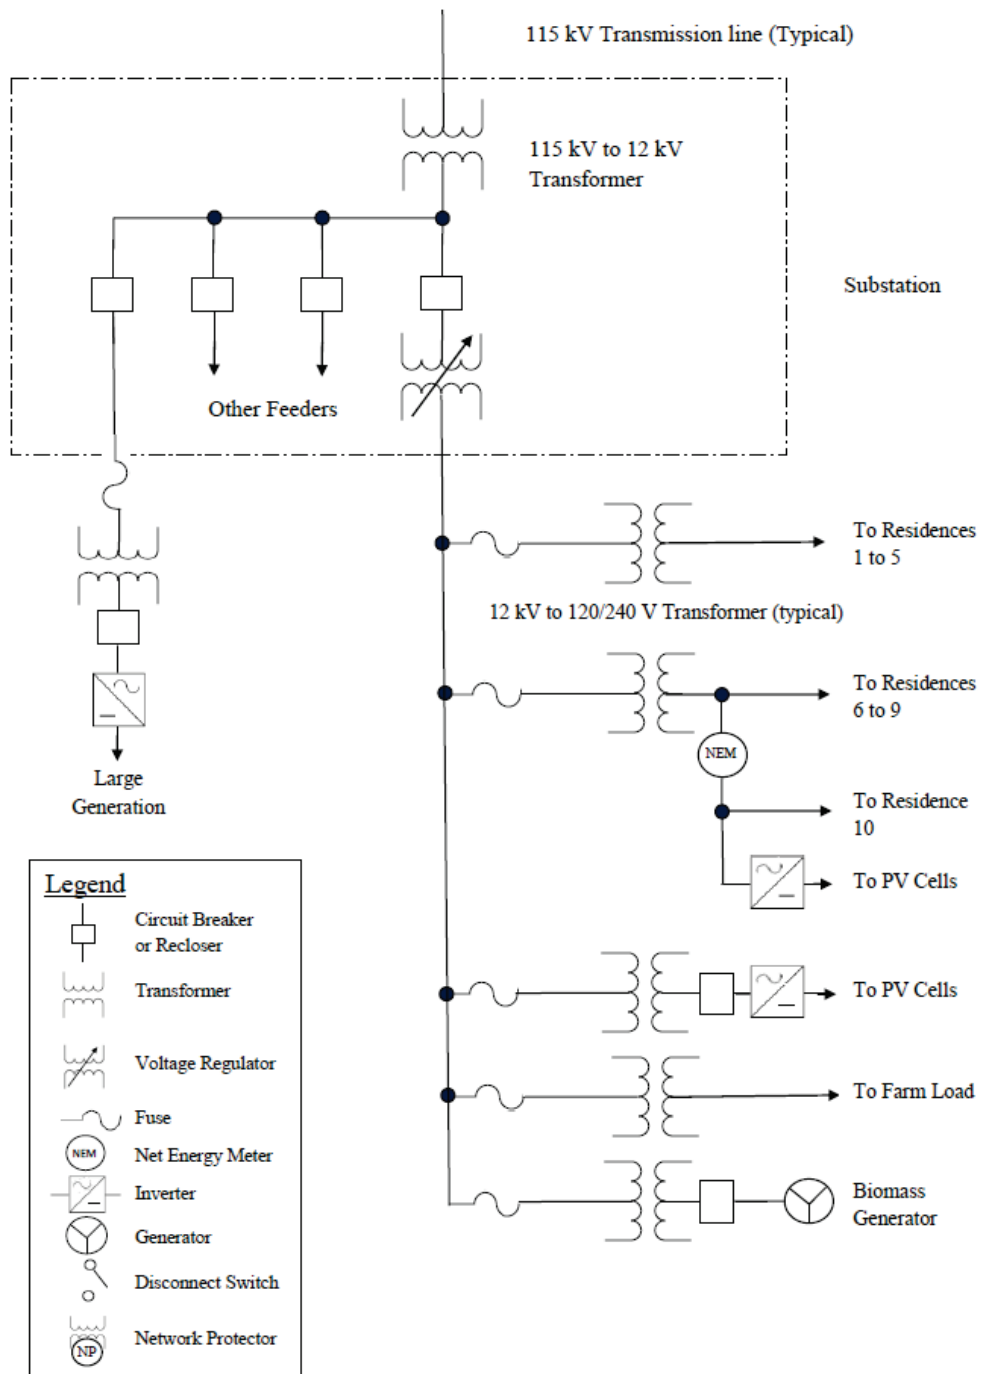 115 kV Transmission line (Typical)
115 kV to 12 kV
Transformer
Substation
Other Feeders
To Residences
1 to 5
12 kV to 120/240 V Transformer (typical)
To Residences
6 to 9
NEM
Large
Generation
To Residence
10
To PV Cells
To PV Cells
To Farm Load
Biomass
Generator
Legend
Circuit Breaker
or Recloser
Transformer
Voltage Regulator
Fuse
NEM
Net Energy Meter
Inverter
Generator
Disconnect Switch
NP
Network Protector